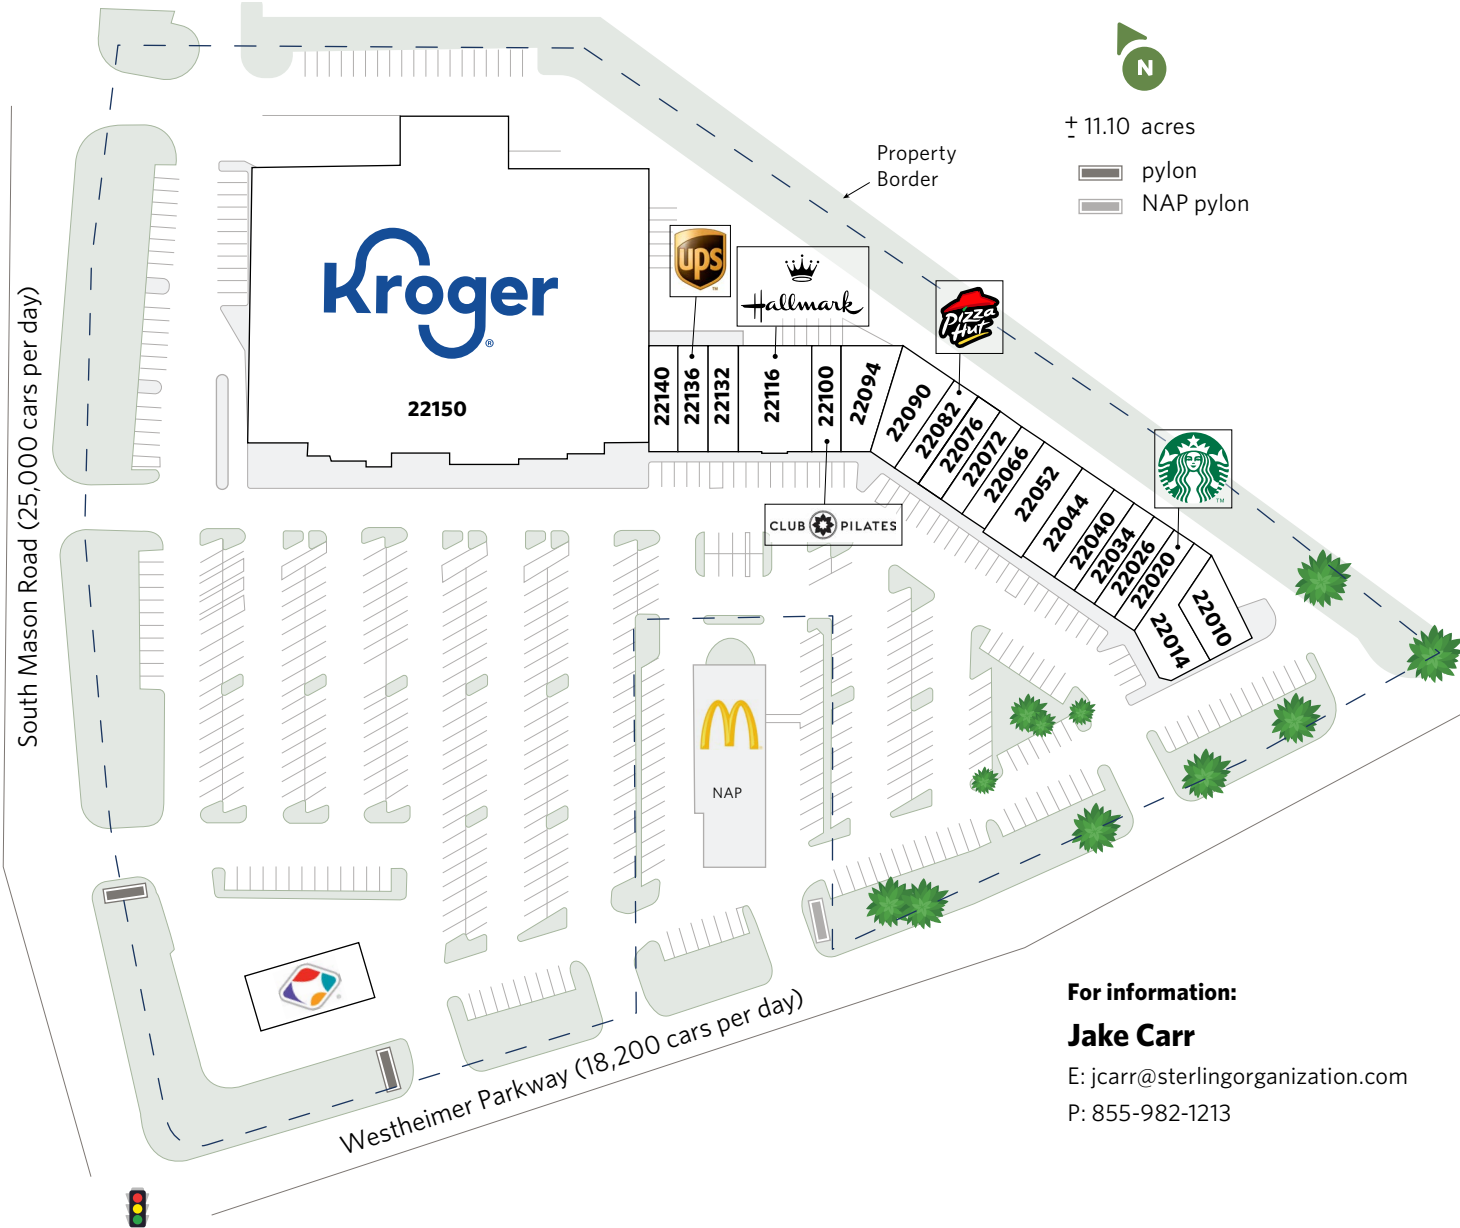 N
± 11.10 acres
pylon
NAP pylon
Property
Border
ups
Hallmark
Pizza
Hut
Kroger
22150
22140
22136
22132
22116
22100
22094
22090
22082
22076
22072
22066
22052
22044
22040
22034
22026
22020
22014
22010
CLUB PILATES
NAP
South Mason Road (25,000 cars per day)
Westheimer Parkway (18,200 cars per day)
For information:
Jake Carr
E: jcarr@sterlingorganization.com
P: 855-982-1213